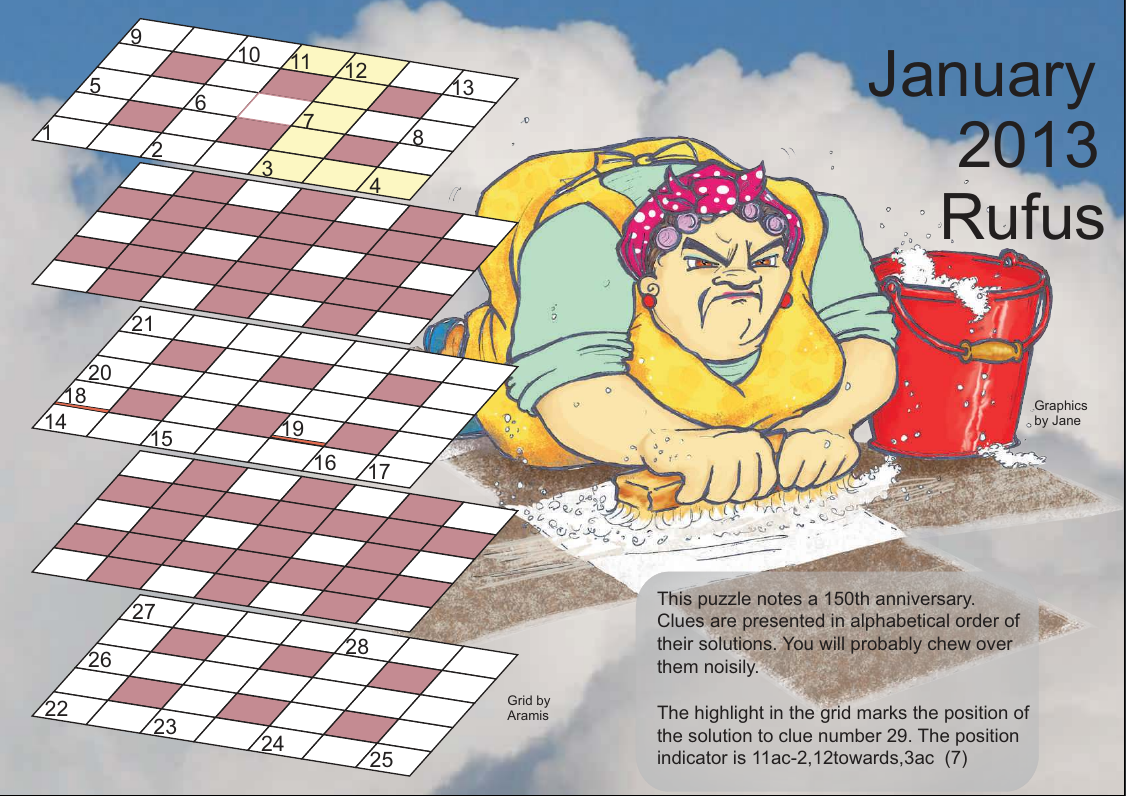 January
2013
Rufus
9
10
11
12
13
5
6
7
8
1
2
3
4
21
20
18
19
14
15
16
17
27
28
26
22
23
24
25
Graphics
by Jane
Grid by
Aramis
This puzzle notes a 150th anniversary.
Clues are presented in alphabetical order of
their solutions. You will probably chew over
them noisily.
The highlight in the grid marks the position of
the solution to clue number 29. The position
indicator is 11ac-2,12towards,3ac (7)